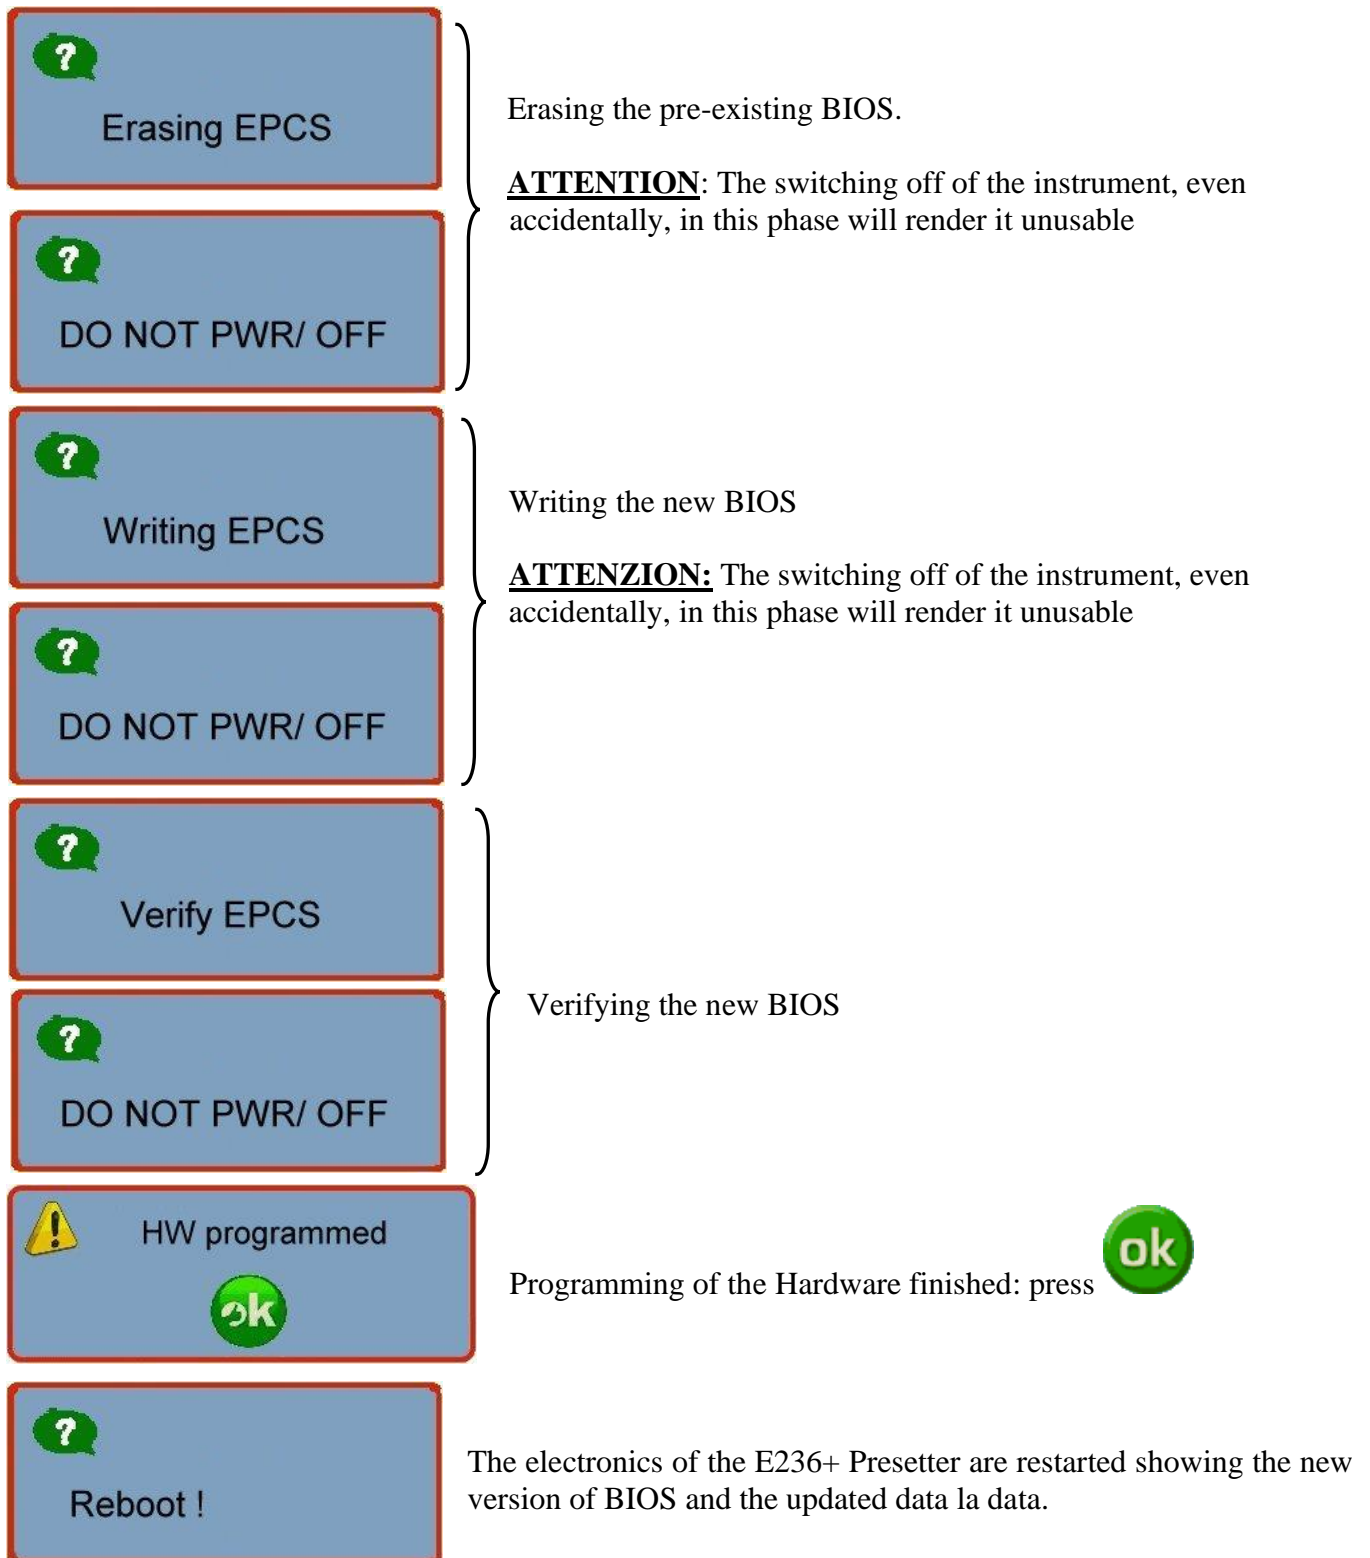 ?
Erasing EPCS
Erasing the pre-existing BIOS.
ATTENTION: The switching off of the instrument, even
accidentally, in this phase will render it unusable
?
DO NOT PWR/ OFF
?
Writing EPCS
Writing the new BIOS
ATTENZION: The switching off of the instrument, even
accidentally, in this phase will render it unusable
?
DO NOT PWR/ OFF
?
Verify EPCS
Verifying the new BIOS
?
DO NOT PWR/ OFF
!
HW programmed
ok
Programming of the Hardware finished: press ok
?
Reboot !
The electronics of the E236+ Presetter are restarted showing the new
version of BIOS and the updated data la data.